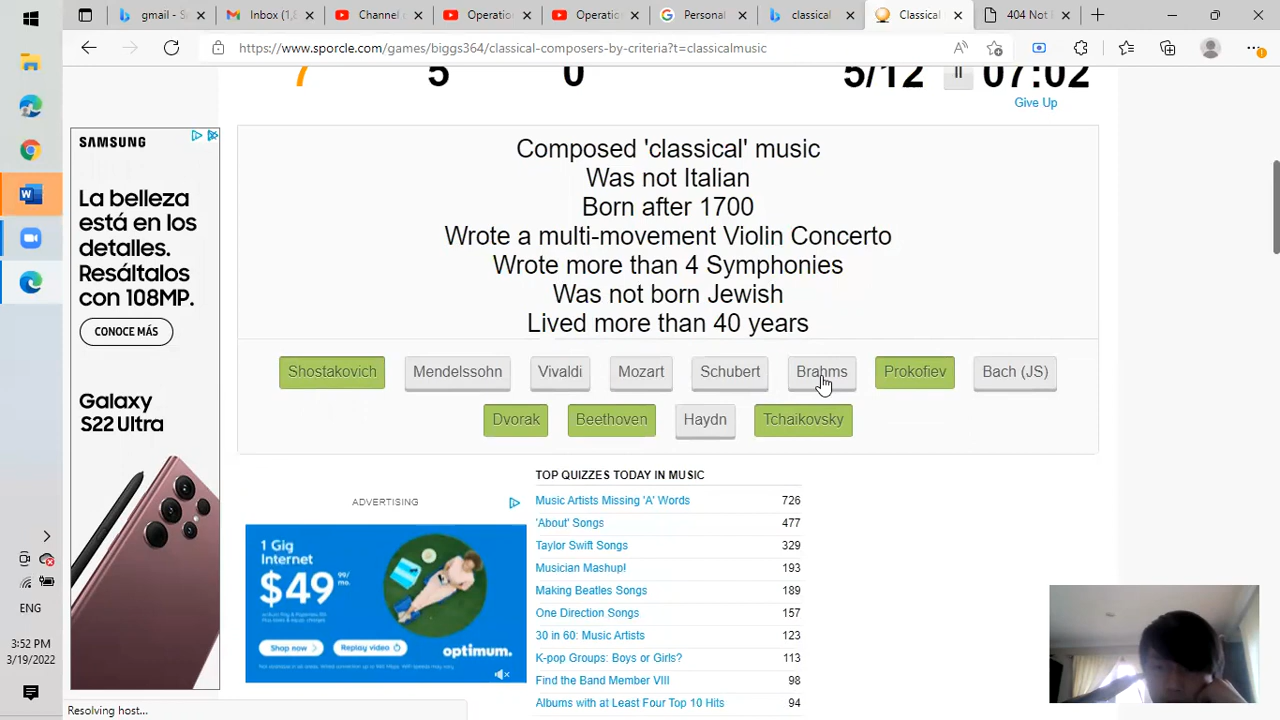 gmail - S
Inbox (1,8
Channel
Operatio
Operatio
Personal
classical
Classical
404 Not
https://www.sporcle.com/games/biggs364/classical-composers-by-criteria?t=classicalmusic
7 5 0 5/12 07:02
Give Up
SAMSUNG
La belleza
está en los
detalles.
Resáltalos
con 108MP.
CONOCE MÁS
Galaxy
S22 Ultra
Composed 'classical' music
Was not Italian
Born after 1700
Wrote a multi-movement Violin Concerto
Wrote more than 4 Symphonies
Was not born Jewish
Lived more than 40 years
Shostakovich Mendelssohn Vivaldi Mozart Schubert Brahms Prokofiev Bach (JS)
Dvorak Beethoven Haydn Tchaikovsky
ADVERTISING
1 Gig
Internet
$49 99/mo.
Shop now
Replay video
optimum.
TOP QUIZZES TODAY IN MUSIC
Music Artists Missing 'A' Words 726
'About' Songs 477
Taylor Swift Songs 329
Musician Mashup! 193
Making Beatles Songs 189
One Direction Songs 157
30 in 60: Music Artists 123
K-pop Groups: Boys or Girls? 113
Find the Band Member VIII 98
Albums with at Least Four Top 10 Hits 94
ENG
3:52 PM
3/19/2022
Resolving host...